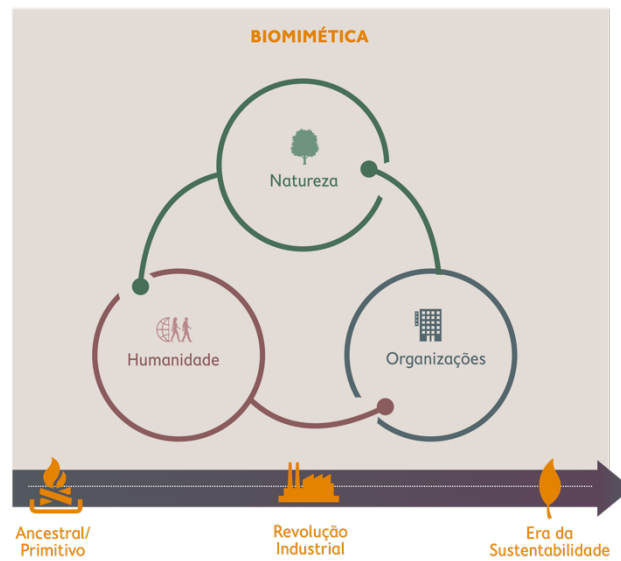 BIOMIMÉTICA
Natureza
Humanidade
Organizações
Ancestral/
Primitivo
Revolução
Industrial
Era da
Sustentabilidade